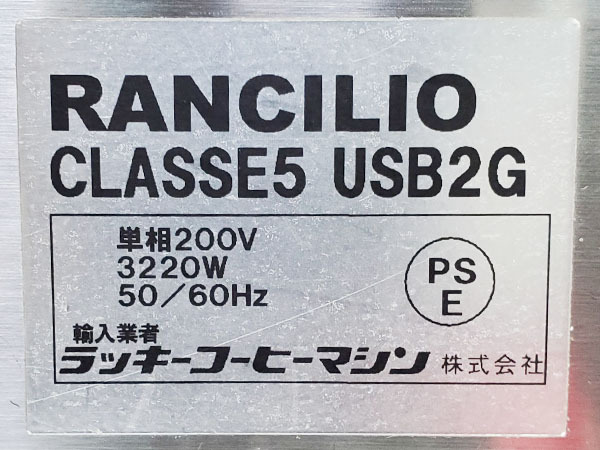 RANCILIO
CLASSE5 USB2G
単相200V
3220W
50/60Hz
PS
E
輸入業者
ラッキーコーヒーマシン 株式会社